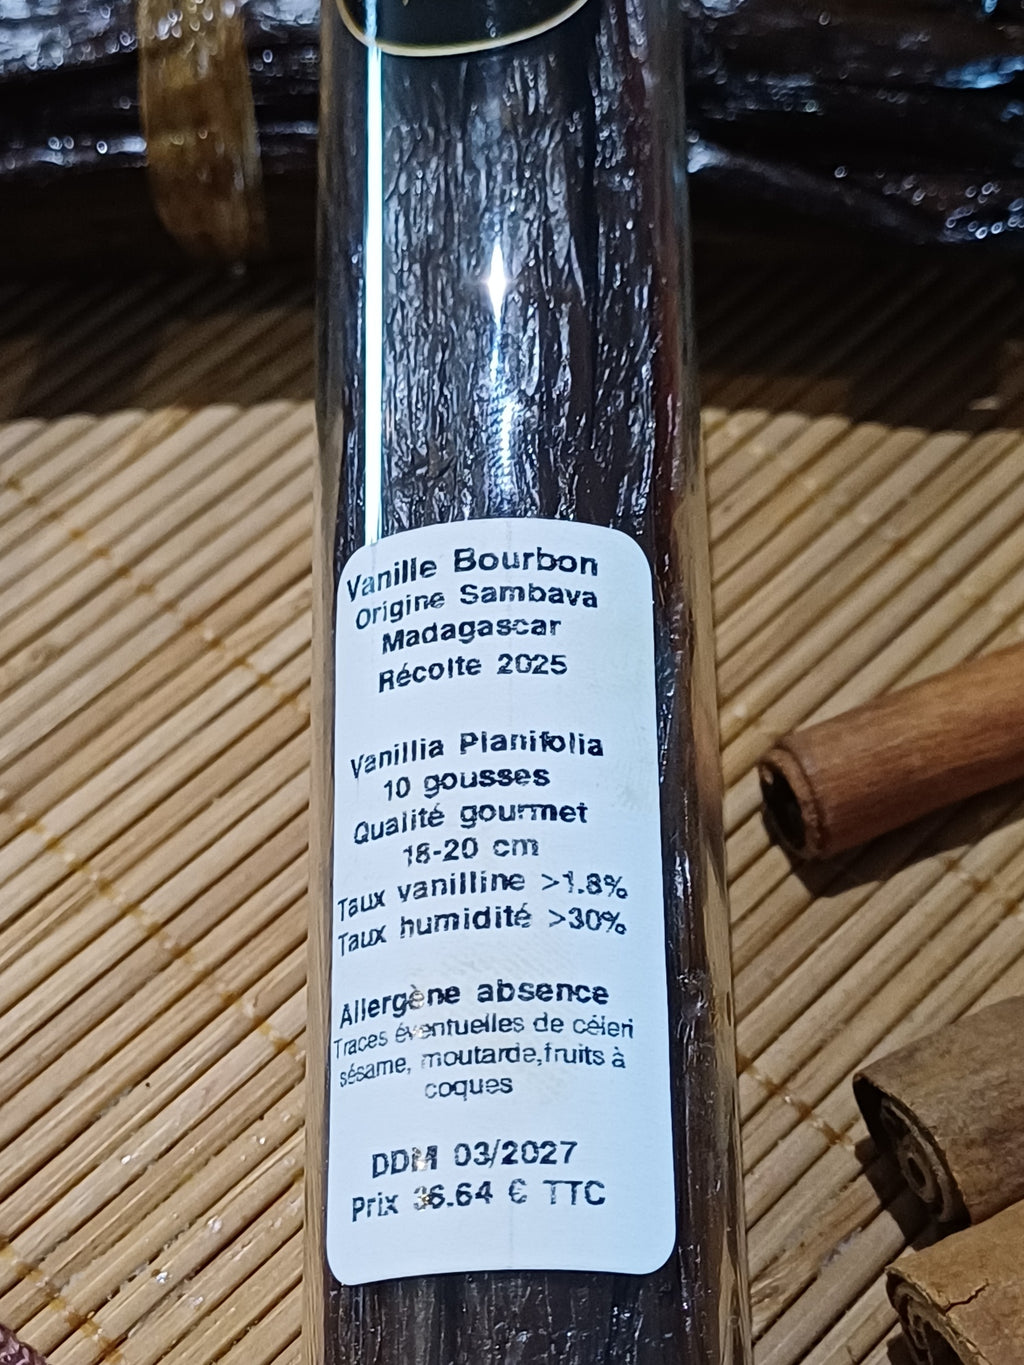 Vanille Bourbon
Origine Sambava
Madagascar
Récolte 2025
Vanillia Planifolia
10 gousses
Qualité gourmet
18-20 cm
Taux vanilline >1.8%
Taux humidité >30%
Allergène absence
Traces éventuelles de céleri
sésame, moutarde,fruits à
coques
DDM 03/2027
Prix 36.64 € TTC